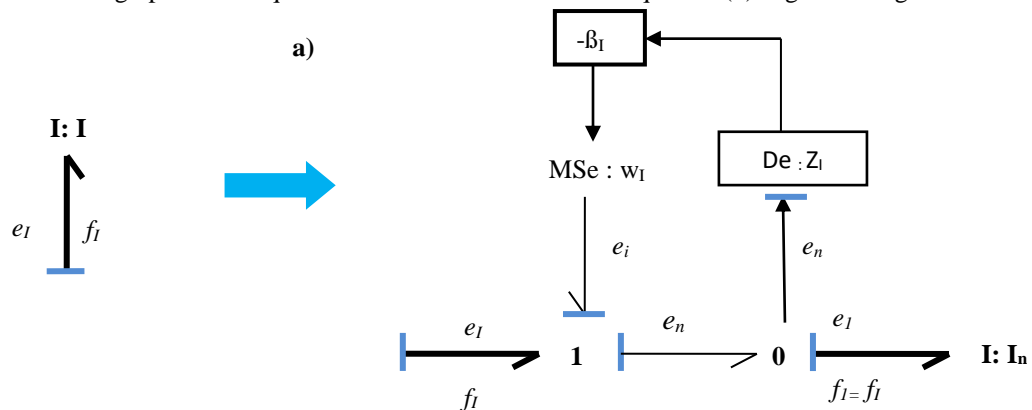 a)
-ß_I
I: I
MSe : w_I
De : Z_I
e_I
f_I
e_i
e_n
e_I
e_n
e_1
1
0
I: I_n
f_I
f_1= f_I